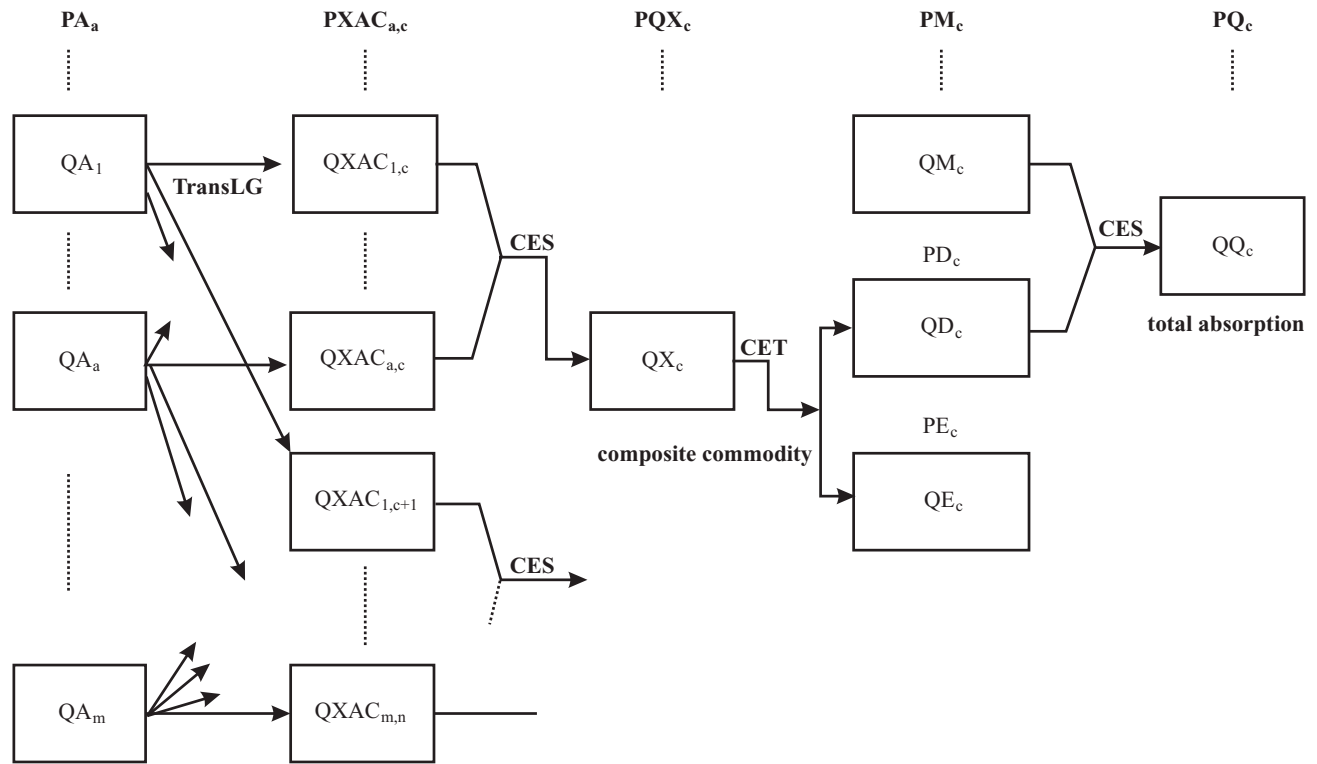 PAa PXACa,c PQXc PMc PQc
QA1 QXAC1,c QMc
TransLG
CES CES QQc
PDc
total absorption
QAa QXACa,c QXc CET QDc
PEc
composite commodity
QXAC1,c+1 QEc
CES
QAm QXACm,n